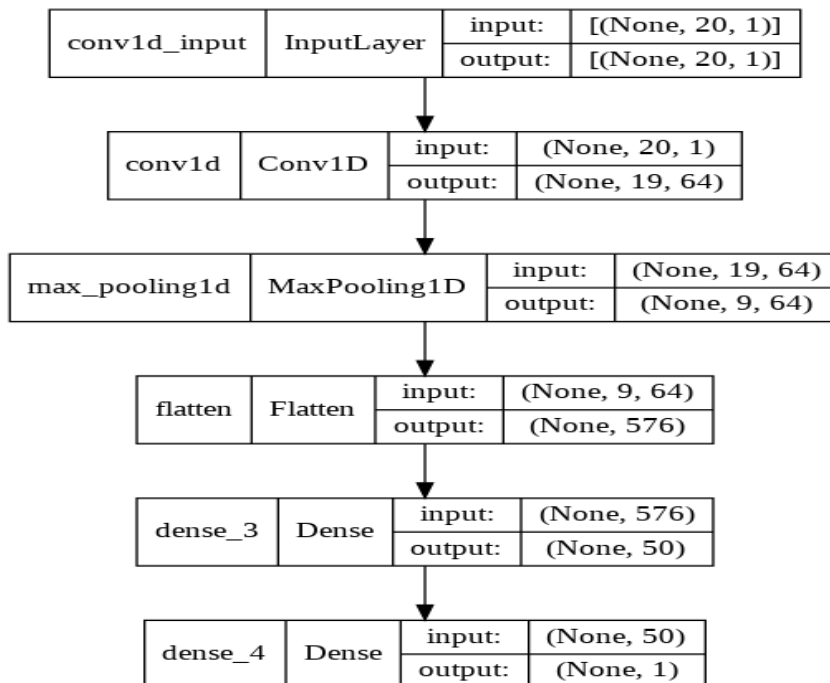 conv1d_input InputLayer input: [(None, 20, 1)]
output: [(None, 20, 1)]
conv1d Conv1D input: (None, 20, 1)
output: (None, 19, 64)
max_pooling1d MaxPooling1D input: (None, 19, 64)
output: (None, 9, 64)
flatten Flatten input: (None, 9, 64)
output: (None, 576)
dense_3 Dense input: (None, 576)
output: (None, 50)
dense_4 Dense input: (None, 50)
output: (None, 1)